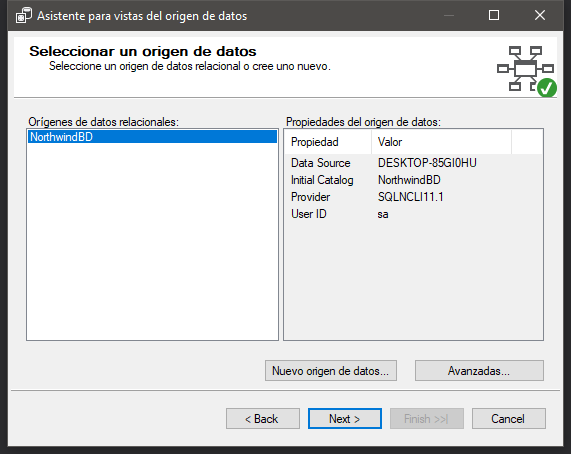 Asistente para vistas del origen de datos
Seleccionar un origen de datos
Seleccione un origen de datos relacional o cree uno nuevo.
Orígenes de datos relacionales:
NorthwindBD
Propiedades del origen de datos:
Propiedad Valor
Data Source DESKTOP-85GI0HU
Initial Catalog NorthwindBD
Provider SQLNCLI11.1
User ID sa
Nuevo origen de datos... Avanzadas...
< Back Next > Finish >>| Cancel